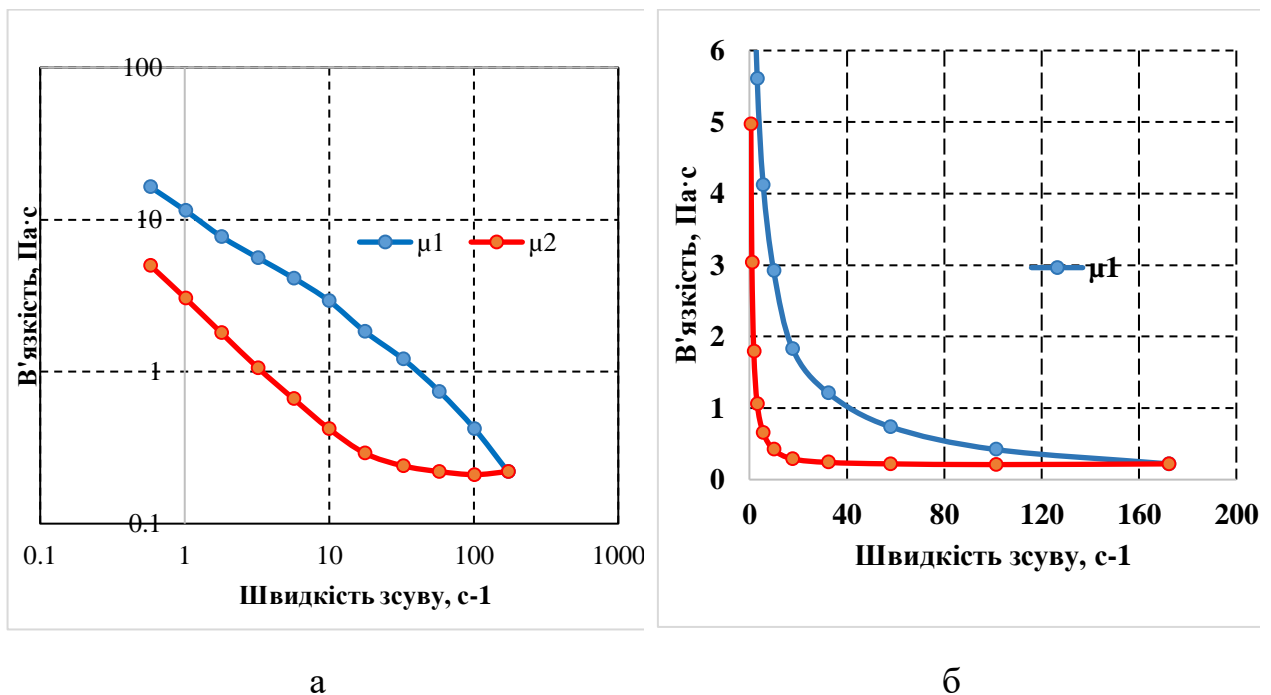 100
10
1
0.1
0.1 1 10 100 1000
В'язкість, Па·с
Швидкість зсуву, с-1
μ1 μ2
а
6
5
4
3
2
1
0
0 40 80 120 160 200
В'язкість, Па·с
Швидкість зсуву, с-1
μ1
б